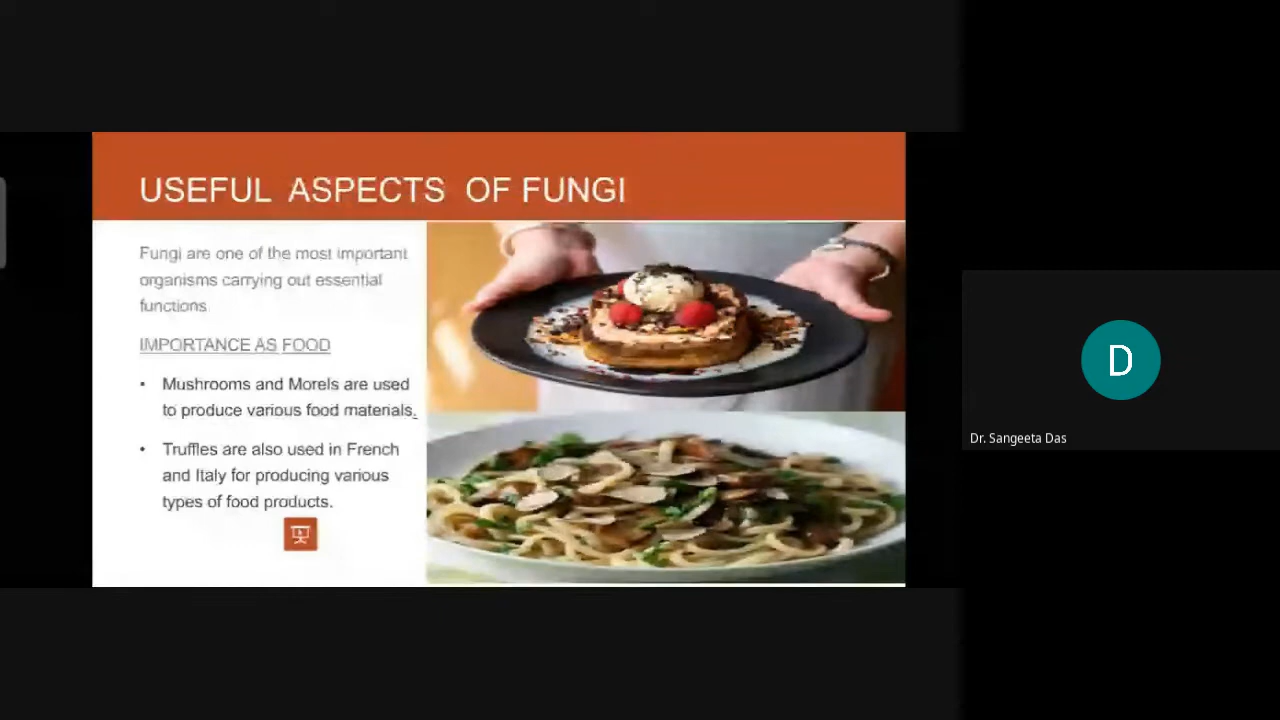 USEFUL ASPECTS OF FUNGI
Fungi are one of the most important
organisms carrying out essential
functions
IMPORTANCE AS FOOD
• Mushrooms and Morels are used
to produce various food materials.
• Truffles are also used in French
and Italy for producing various
types of food products.
D
Dr. Sangeeta Das